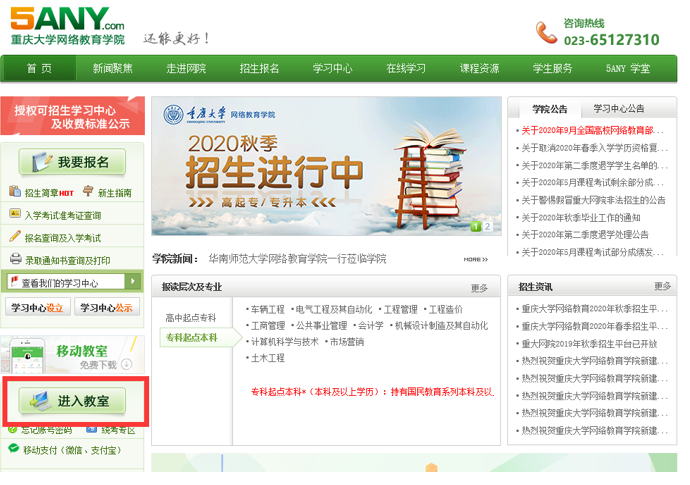 5ANY.com
重庆大学网络教育学院
还能更好！
咨询热线
023-65127310
首 页 新闻聚焦 走进网院 招生报名 学习中心 在线学习 课程资源 学生服务 5ANY 学堂
授权可招生学习中心
及收费标准公示
我要报名
招生简章HOT 新生指南
入学考试准考证查询
报名查询及入学考试
录取通知书查询及打印
查看我们的学习中心
学习中心设立 学习中心公示
移动教室
免费下载
进入教室
忘记账号密码 统考专区
移动支付（微信、支付宝）
重庆大学 网络教育学院
2020秋季
招生进行中
高起专/专升本
1 2
学院新闻： 华南师范大学网络教育学院一行莅临学院 MORE >>
学院公告 学习中心公告
关于2020年9月全国高校网络教育部...
关于取消2020年春季入学学历资格复...
关于2020年第二季度退学学生名单的...
关于2020年5月课程考试剩余部分成...
关于警惕假冒重大网院非法招生的公告
关于2020年秋季毕业工作的通知
关于2020年第二季度退学处理公告
关于2020年5月课程考试部分成绩发...
报读层次及专业 更多
高中起点专科
专科起点本科
车辆工程 电气工程及其自动化 工程管理 工程造价
工商管理 公共事业管理 会计学 机械设计制造及其自动化
计算机科学与技术 市场营销
土木工程
专科起点本科*（本科及以上学历）：持有国民教育系列本科及以
招生资讯 更多
重庆大学网络教育2020年秋季招生平...
重庆大学网络教育2020年春季招生平...
重大网院2019年秋季招生平台已开放
热烈祝贺重庆大学网络教育学院新建...
热烈祝贺重庆大学网络教育学院新建...
热烈祝贺重庆大学网络教育学院新建...
热烈祝贺重庆大学网络教育学院新建...
热烈祝贺重庆大学网络教育学院新建...